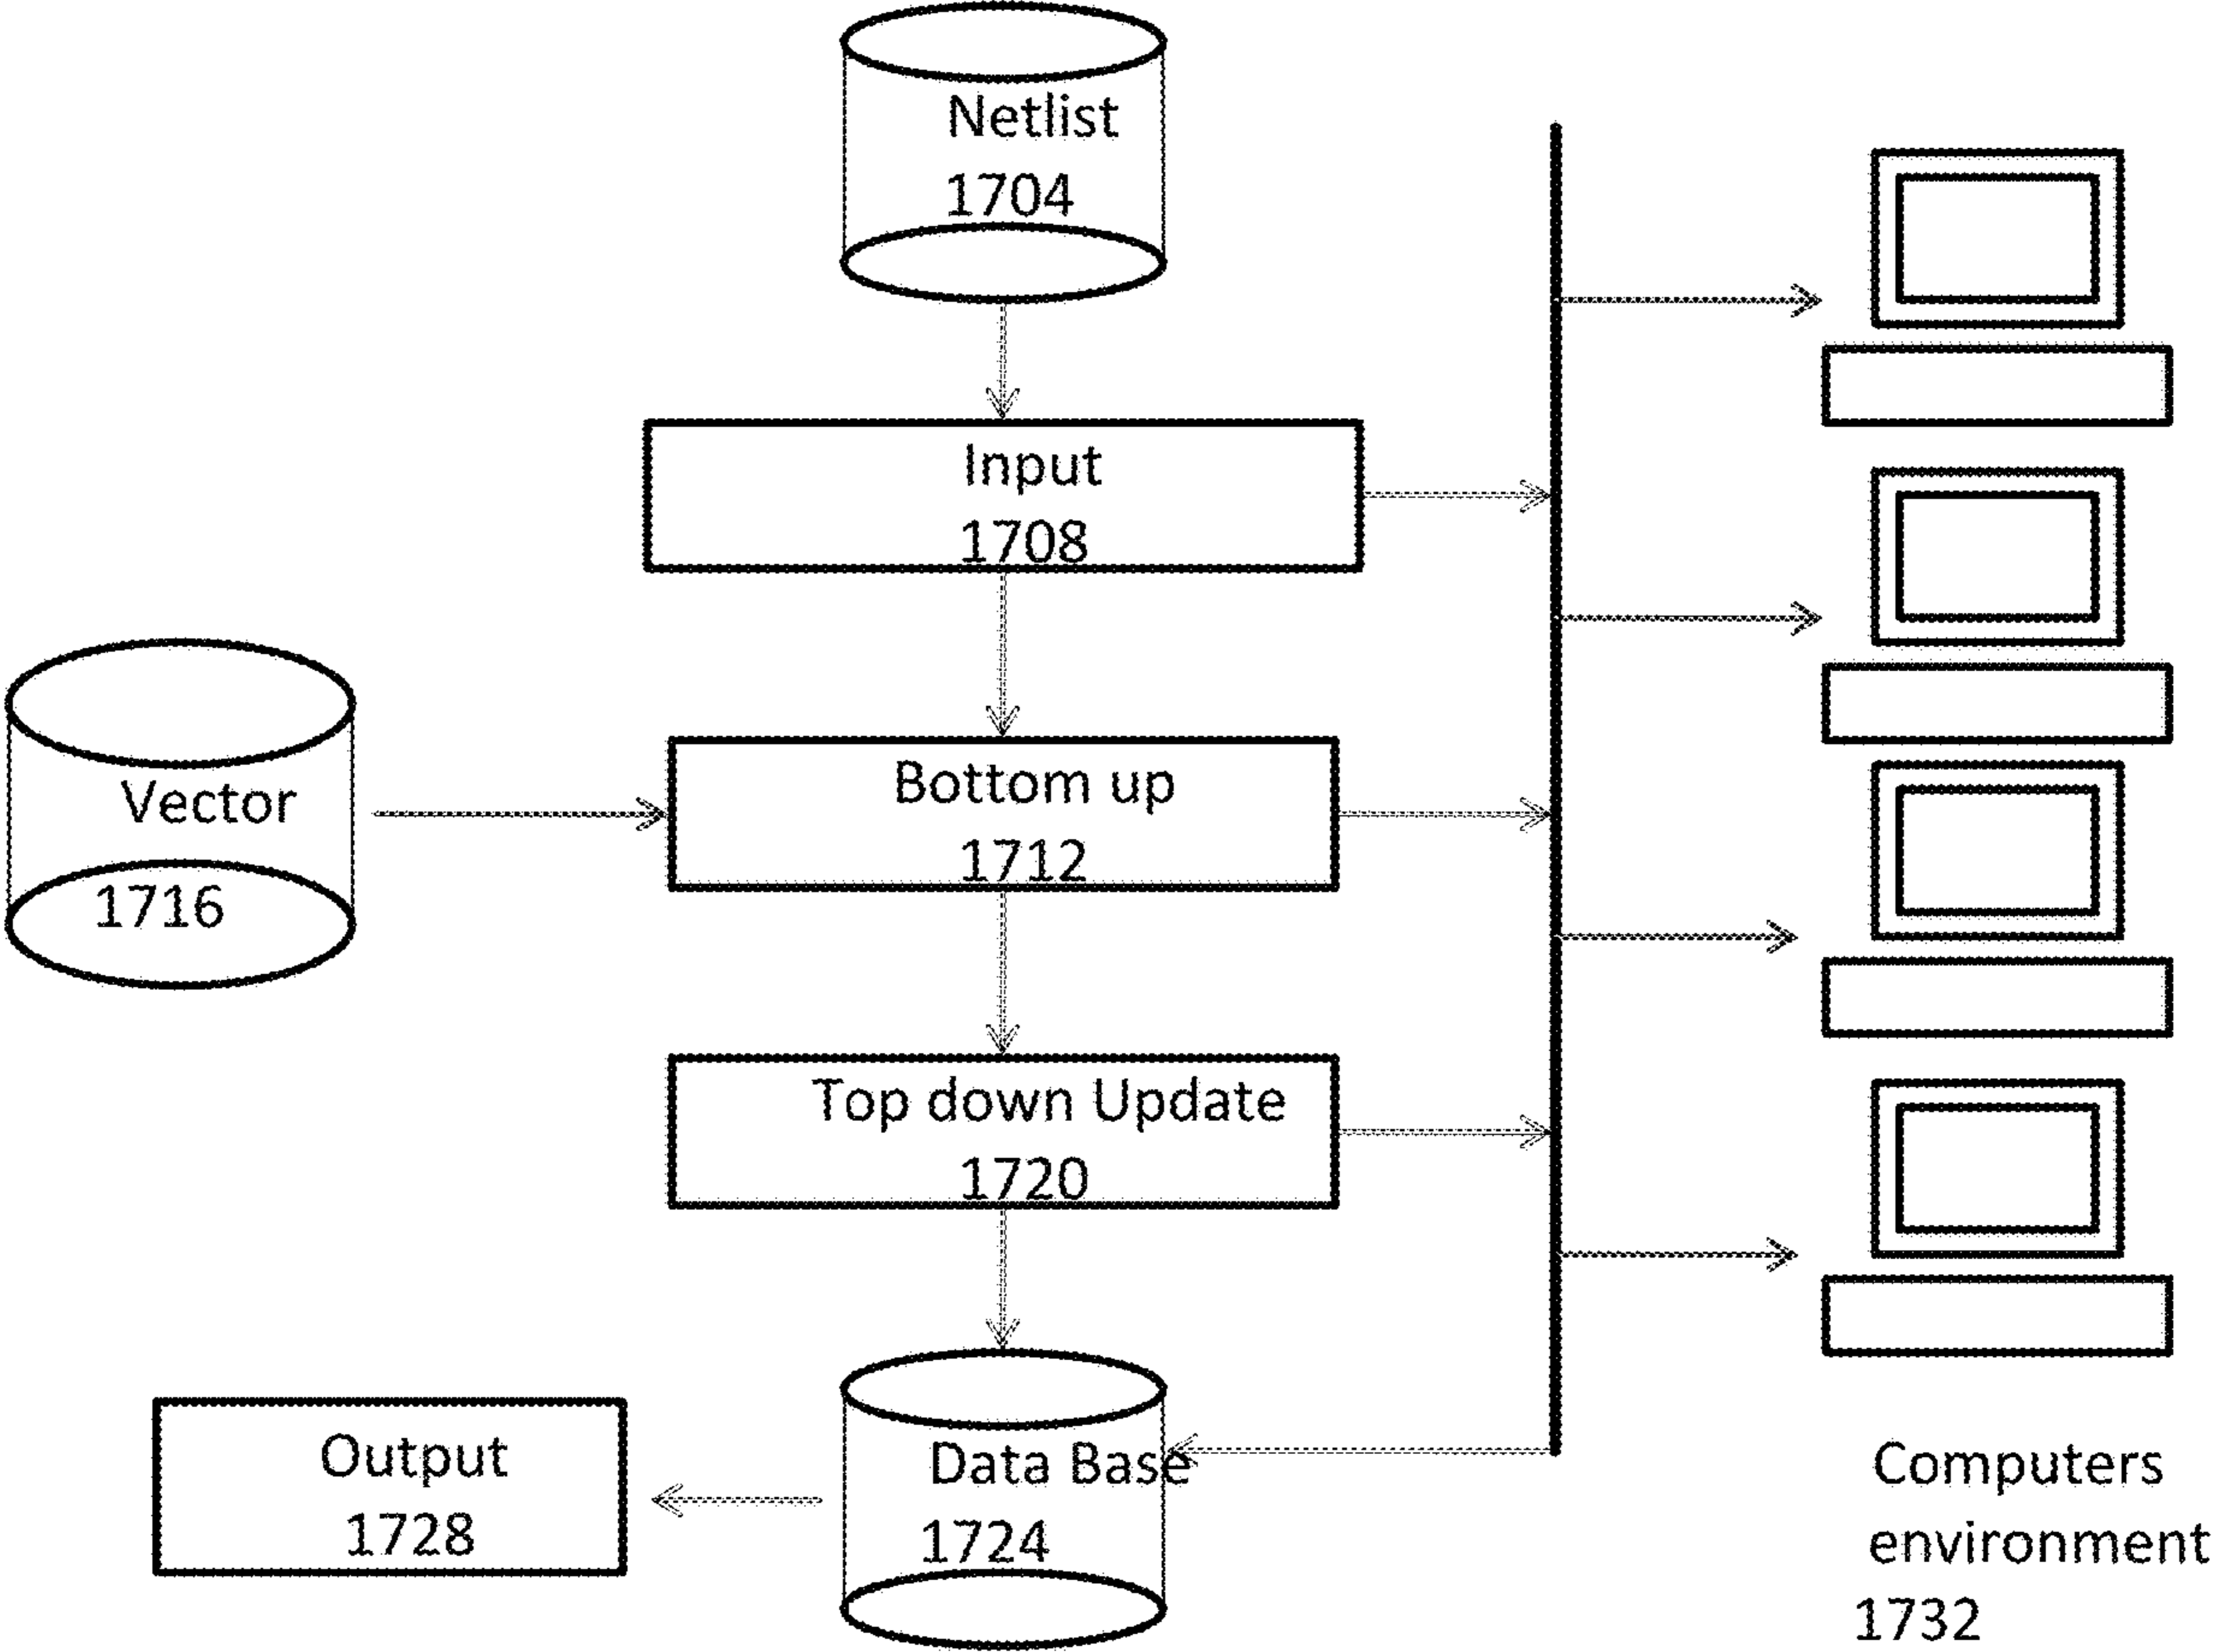 Netlist
1704
Input
1708
Vector
1716
Bottom up
1712
Top down Update
1720
Output
1728
Data Base
1724
Computers
environment
1732